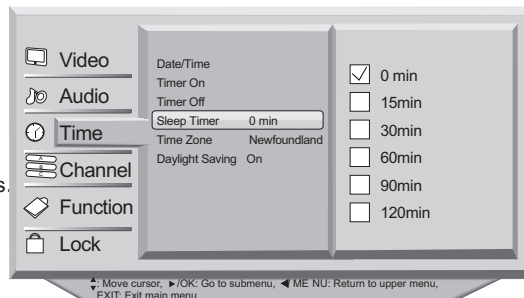 Video
Audio
Time
Channel
Function
Lock
s.
Date/Time
Timer On
Timer Off
Sleep Timer 0 min
Time Zone Newfoundland
Daylight Saving On
0 min
15min
30min
60min
90min
120min
: Move cursor, ▶/OK: Go to submenu, ◀ ME NU: Return to upper menu,
EXIT: Exit main menu